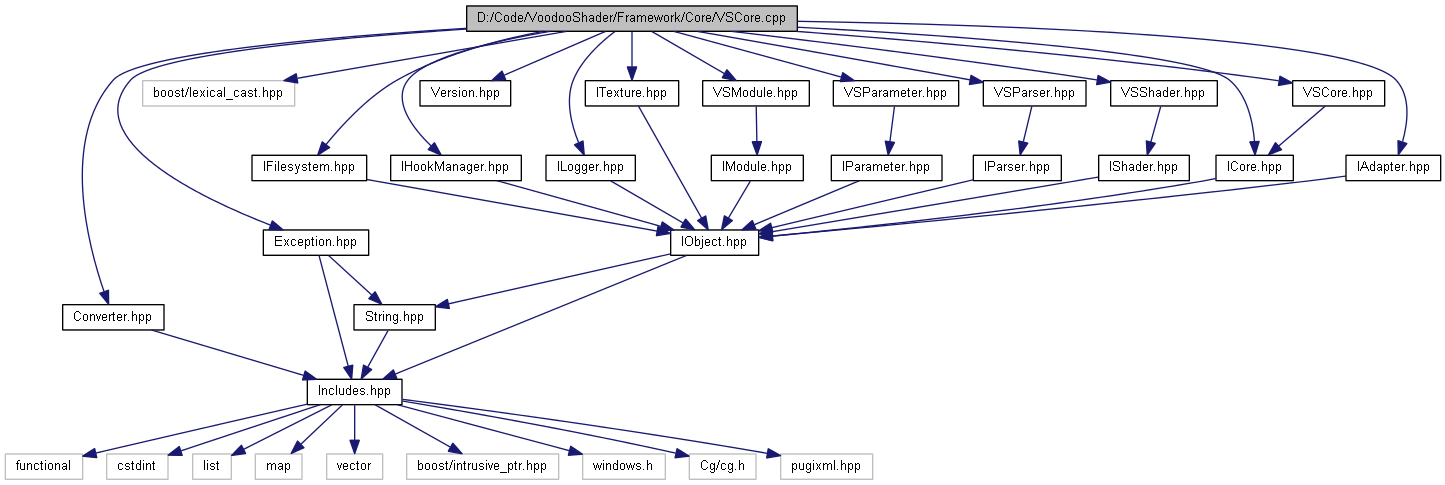 D:/Code/VoodooShader/Framework/Core/VSCore.cpp
boost/lexical_cast.hpp
Version.hpp
ITexture.hpp
VSModule.hpp
VSParameter.hpp
VSParser.hpp
VSShader.hpp
VSCore.hpp
IFilesystem.hpp
IHookManager.hpp
ILogger.hpp
IModule.hpp
IParameter.hpp
IParser.hpp
IShader.hpp
ICore.hpp
IAdapter.hpp
Exception.hpp
IObject.hpp
Converter.hpp
String.hpp
Includes.hpp
functional
cstdint
list
map
vector
boost/intrusive_ptr.hpp
windows.h
Cg/cg.h
pugixml.hpp